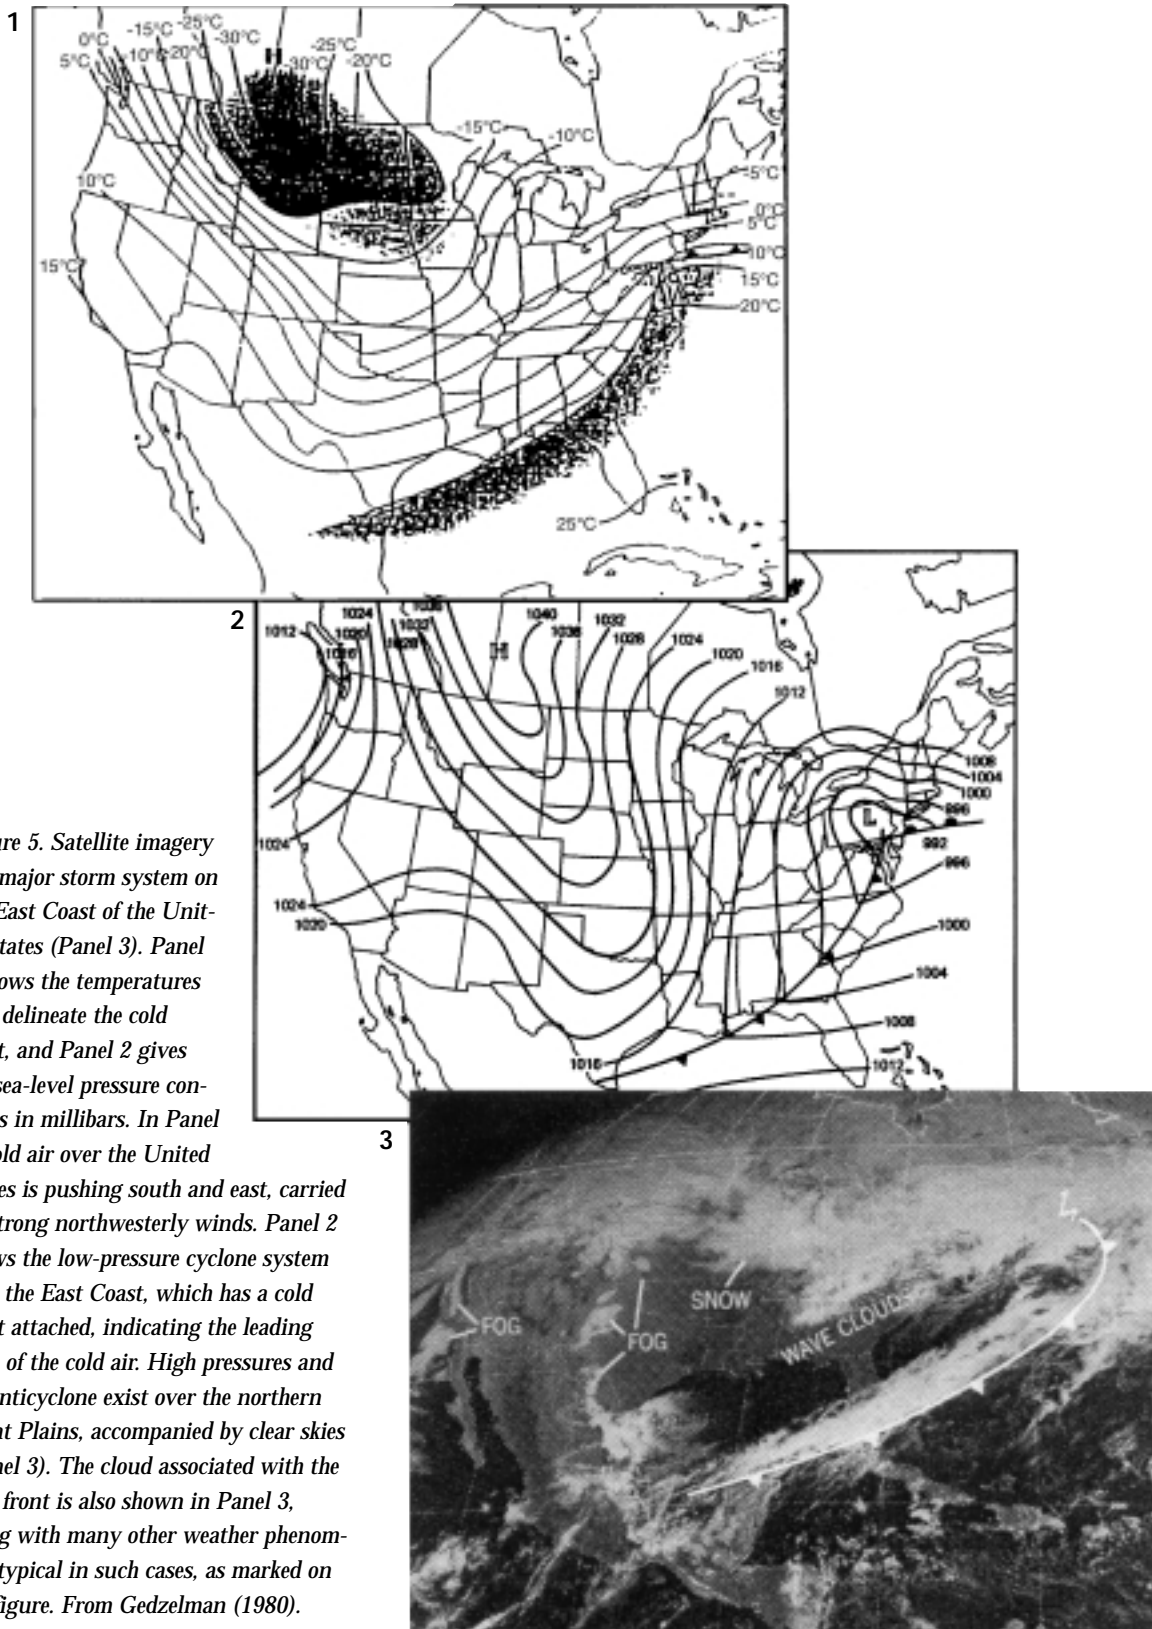 1
-25°C
-15°C
-30°C
0°C
5°C
-10°C
-20°C
H
-25°C
-30°C
-20°C
-15°C
-10°C
-5°C
10°C
0°C
5°C
10°C
15°C
15°C
W
20°C
25°C
2
1024
1040
1032
1012
1020
1032
1036
1028
1024
1028
H
1020
1016
1016
1012
1008
1004
1000
996
L
992
1024
996
1024
1020
1000
1004
1008
1016
1012
ure 5. Satellite imagery
major storm system on
East Coast of the Unit-
tates (Panel 3). Panel
ows the temperatures
delineate the cold
t, and Panel 2 gives
sea-level pressure con-
s in millibars. In Panel
old air over the United
es is pushing south and east, carried
trong northwesterly winds. Panel 2
ws the low-pressure cyclone system
the East Coast, which has a cold
t attached, indicating the leading
of the cold air. High pressures and
nticyclone exist over the northern
at Plains, accompanied by clear skies
nel 3). The cloud associated with the
front is also shown in Panel 3,
g with many other weather phenom-
typical in such cases, as marked on
figure. From Gedzelman (1980).
3
L
SNOW
FOG
FOG
WAVE CLOUDS